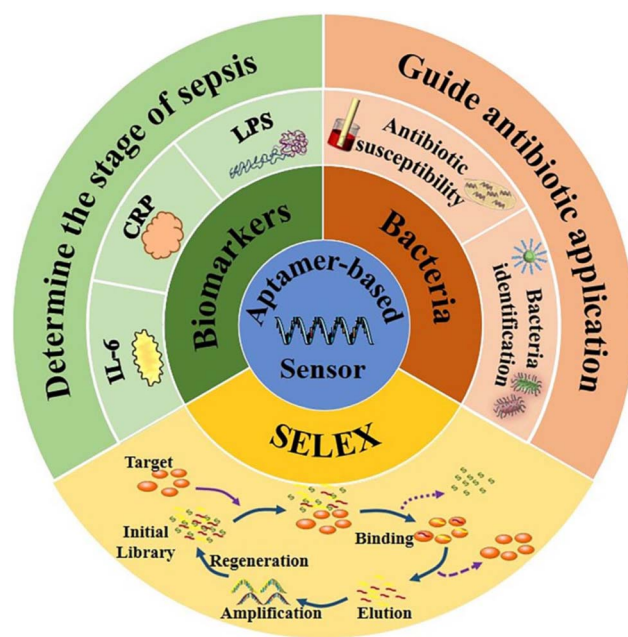 Determine the stage of sepsis
Guide antibiotic application
LPS
CRP
IL-6
Antibiotic
susceptibility
Bacteria
identification
Biomarkers
Bacteria
Aptamer-based
Sensor
SELEX
Target
Initial
Library
Binding
Regeneration
Amplification
Elution